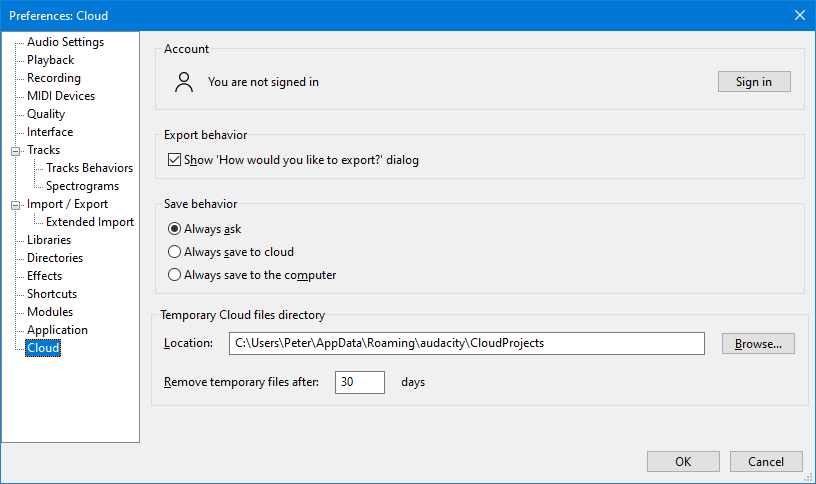 Preferences: Cloud
Audio Settings
Playback
Recording
MIDI Devices
Quality
Interface
Tracks
Tracks Behaviors
Spectrograms
Import / Export
Extended Import
Libraries
Directories
Effects
Shortcuts
Modules
Application
Cloud
Account
You are not signed in
Sign in
Export behavior
Show 'How would you like to export?' dialog
Save behavior
Always ask
Always save to cloud
Always save to the computer
Temporary Cloud files directory
Location: C:\Users\Peter\AppData\Roaming\audacity\CloudProjects Browse...
Remove temporary files after: 30 days
OK Cancel